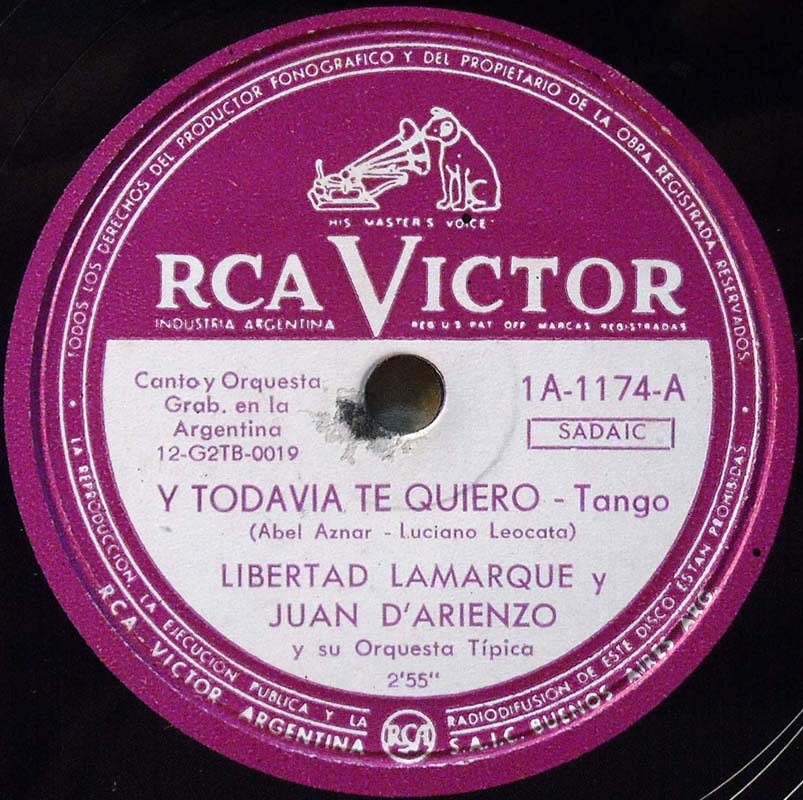 TODOS LOS DERECHOS DEL PRODUCTOR FONOGRAFICO Y DEL PROPIETARIO DE LA OBRA REGISTRADA RESERVADOS
HIS MASTER'S VOICE
RCA VICTOR
INDUSTRIA ARGENTINA
REG US PAT OFF MARCAS REGISTRADAS
Canto y Orquesta
Grab. en la
Argentina
12-G2TB-0019
1A-1174-A
SADAIC
Y TODAVIA TE QUIERO - Tango
(Abel Aznar - Luciano Leocata)
LIBERTAD LAMARQUE y
JUAN D'ARIENZO
y su Orquesta Típica
2'55"
LA REPRODUCCION, LA EJECUCIÓN PUBLICA Y LA RADIODIFUSION DE ESTE DISCO ESTAN PROHIBIDAS
RCA - VICTOR ARGENTINA RCA S.A.I.C. BUENOS AIRES ARG.